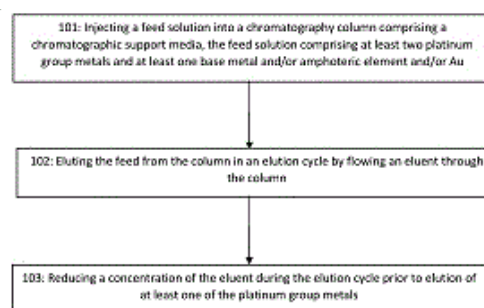 101: Injecting a feed solution into a chromatography column comprising a
chromatographic support media, the feed solution comprising at least two platinum
group metals and at least one base metal and/or amphoteric element and/or Au
102: Eluting the feed from the column in an elution cycle by flowing an eluent through
the column
103: Reducing a concentration of the eluent during the elution cycle prior to elution of
at least one of the platinum group metals